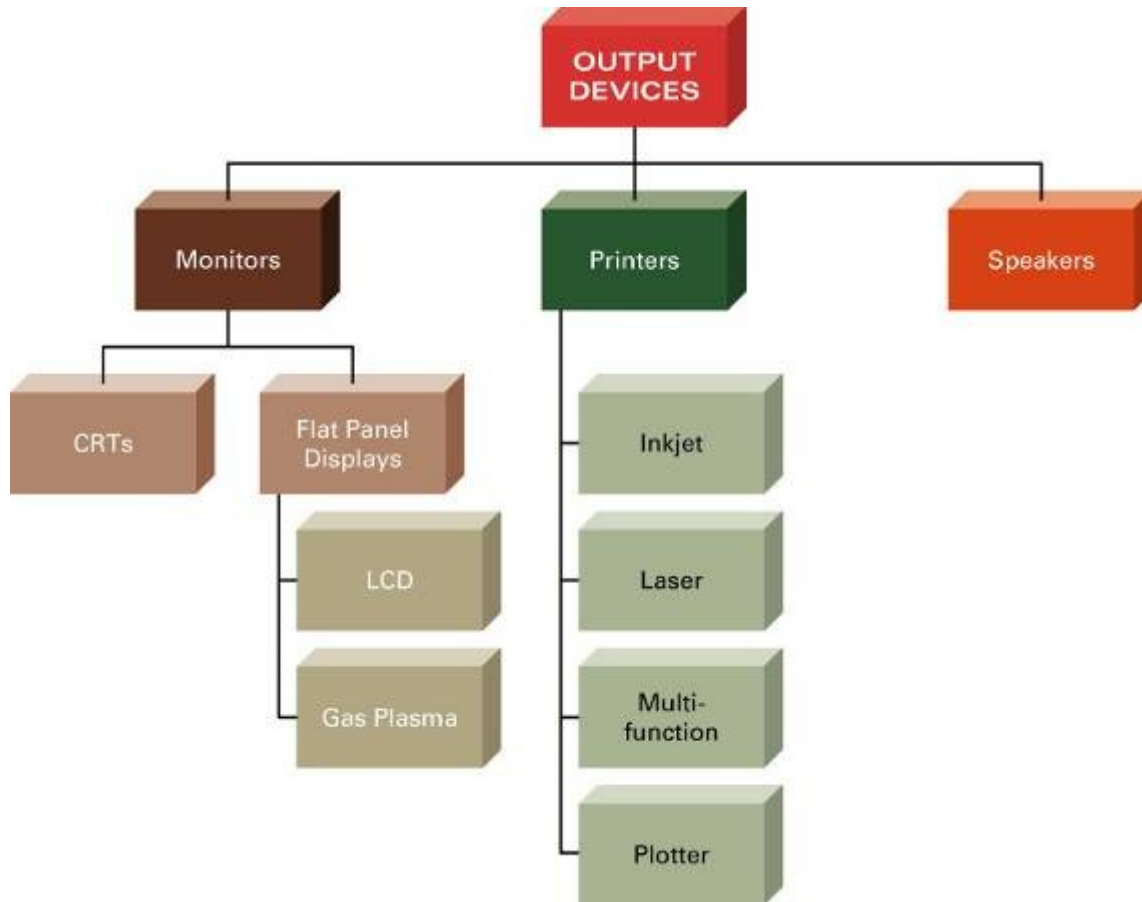 OUTPUT
DEVICES
Monitors
Printers
Speakers
CRTs
Flat Panel
Displays
LCD
Gas Plasma
Inkjet
Laser
Multi-
function
Plotter